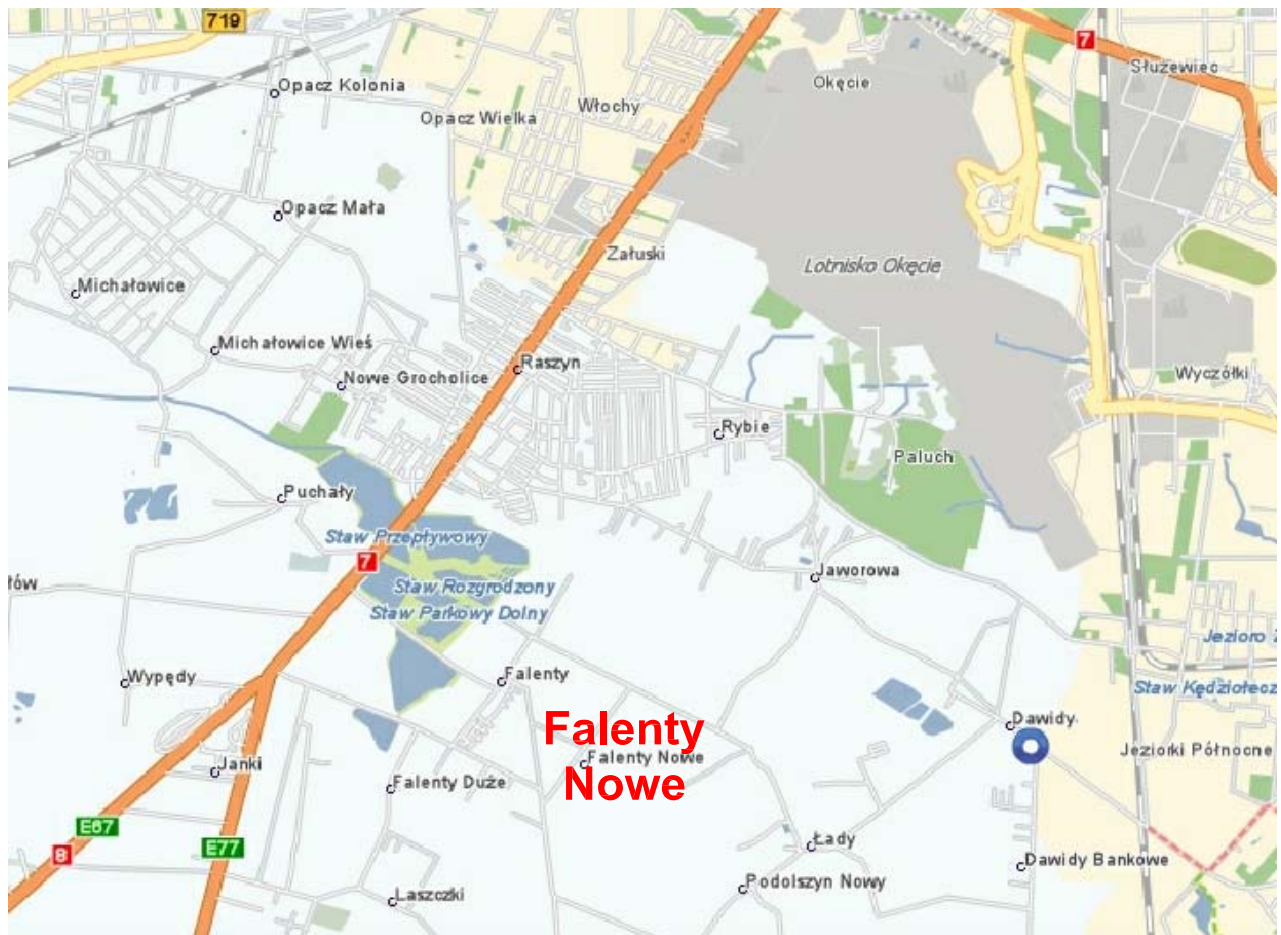 719
7
Służewiec
Opacz Kolonia
Okęcie
Włochy
Opacz Wielka
Opacz Mała
Załuski
Lotnisko Okęcie
Michałowice
Michałowice Wieś
Raszyn
Nowe Grocholice
Wyczółki
Rybie
Paluch
Puchały
Staw Przepływowy
7
Jaworowa
Staw Rozgrodzony
Staw Parkowy Dolny
Jezioro
Wypędy
Falenty
Staw Kędziołecz
Falenty
Nowe
Dawidy
Jeziorki Północne
Falenty Nowe
Janki
Falenty Duże
E67
8
E77
Łady
Dawidy Bankowe
Podolszyn Nowy
Laszczki